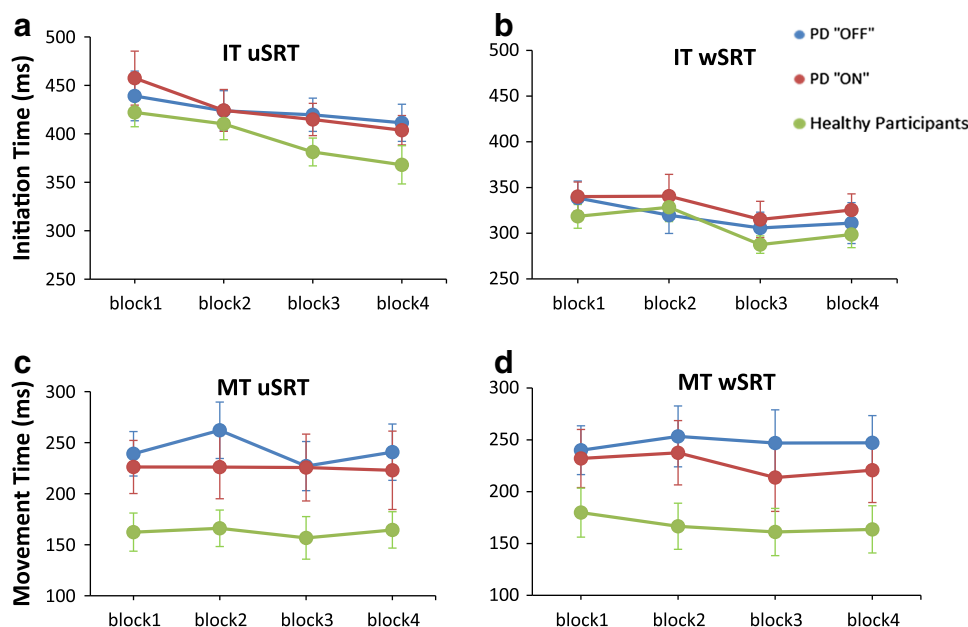 a
IT uSRT
Initiation Time (ms)
500
450
400
350
300
250
block1 block2 block3 block4
b
IT wSRT
PD "OFF"
PD "ON"
Healthy Participants
500
450
400
350
300
250
block1 block2 block3 block4
c
MT uSRT
Movement Time (ms)
300
250
200
150
100
block1 block2 block3 block4
d
MT wSRT
300
250
200
150
100
block1 block2 block3 block4